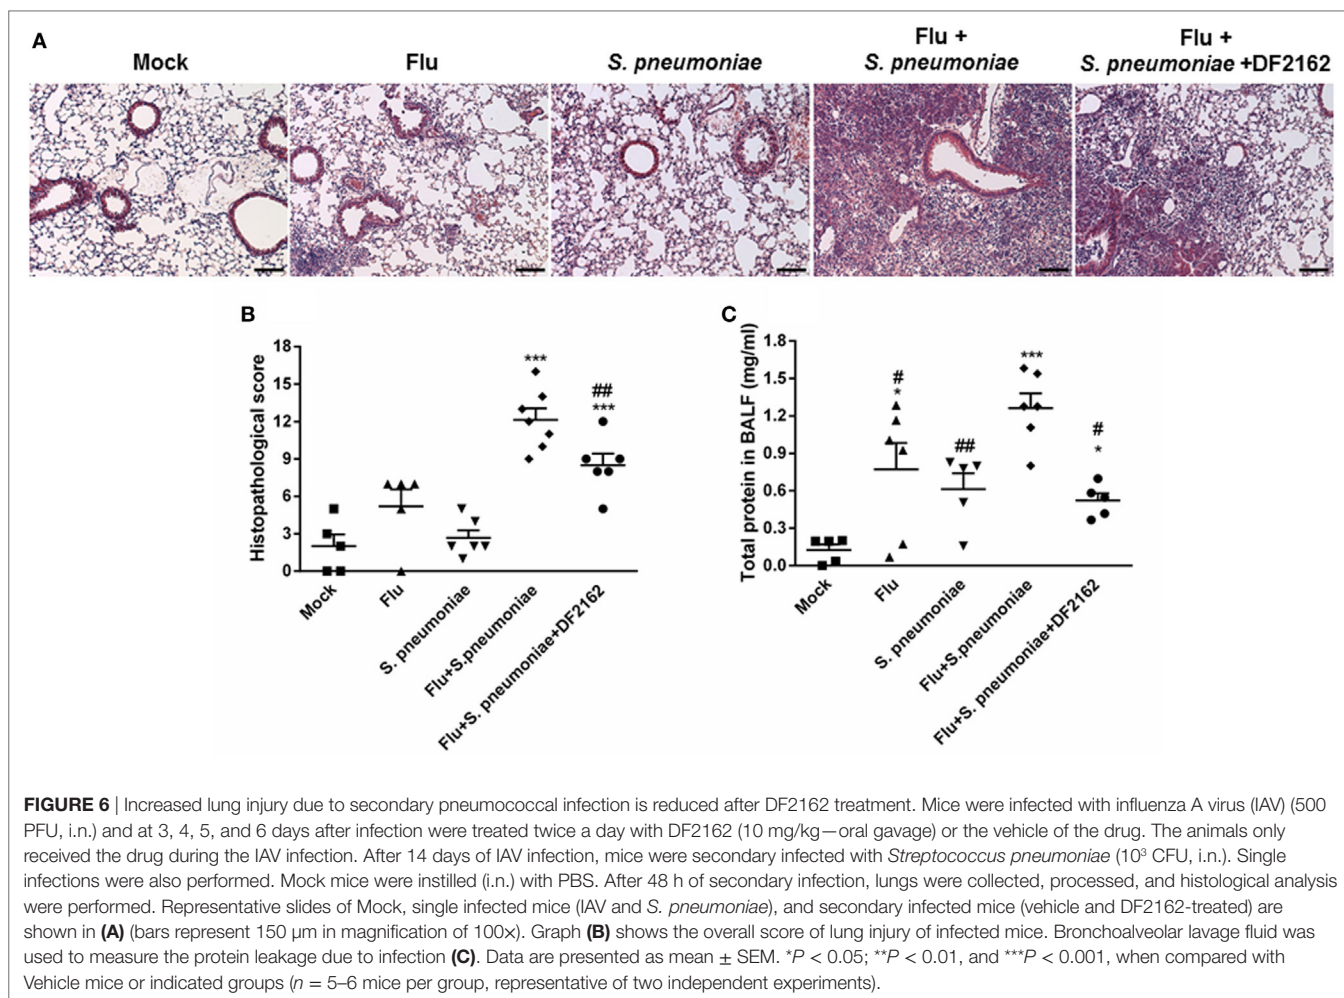 A
Mock
Flu
S. pneumoniae
Flu +
S. pneumoniae
Flu +
S. pneumoniae +DF2162
B
Histopathological score
18
15
12
9
6
3
0
***
##
***
Mock
Flu
S. pneumoniae
Flu+S.pneumoniae
Flu+S. pneumoniae+DF2162
C
Total protein in BALF (mg/ml)
1.8
1.5
1.2
0.9
0.6
0.3
0.0
#
*
##
***
#
*
Mock
Flu
S. pneumoniae
Flu+S.pneumoniae
Flu+S. pneumoniae+DF2162
FIGURE 6 | Increased lung injury due to secondary pneumococcal infection is reduced after DF2162 treatment. Mice were infected with influenza A virus (IAV) (500
PFU, i.n.) and at 3, 4, 5, and 6 days after infection were treated twice a day with DF2162 (10 mg/kg—oral gavage) or the vehicle of the drug. The animals only
received the drug during the IAV infection. After 14 days of IAV infection, mice were secondary infected with Streptococcus pneumoniae (10³ CFU, i.n.). Single
infections were also performed. Mock mice were instilled (i.n.) with PBS. After 48 h of secondary infection, lungs were collected, processed, and histological analysis
were performed. Representative slides of Mock, single infected mice (IAV and S. pneumoniae), and secondary infected mice (vehicle and DF2162-treated) are
shown in (A) (bars represent 150 µm in magnification of 100×). Graph (B) shows the overall score of lung injury of infected mice. Bronchoalveolar lavage fluid was
used to measure the protein leakage due to infection (C). Data are presented as mean ± SEM. *P < 0.05; **P < 0.01, and ***P < 0.001, when compared with
Vehicle mice or indicated groups (n = 5–6 mice per group, representative of two independent experiments).